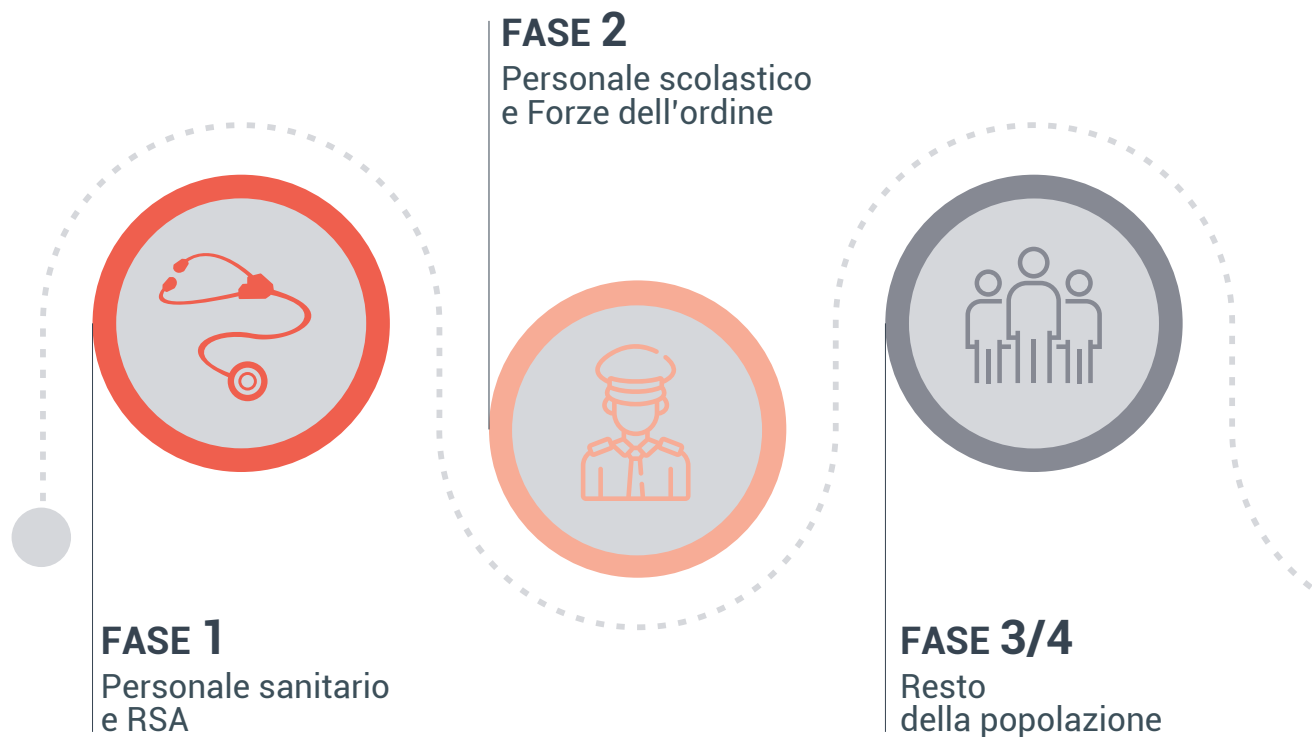 FASE 1
Personale sanitario
e RSA
FASE 2
Personale scolastico
e Forze dell'ordine
FASE 3/4
Resto
della popolazione